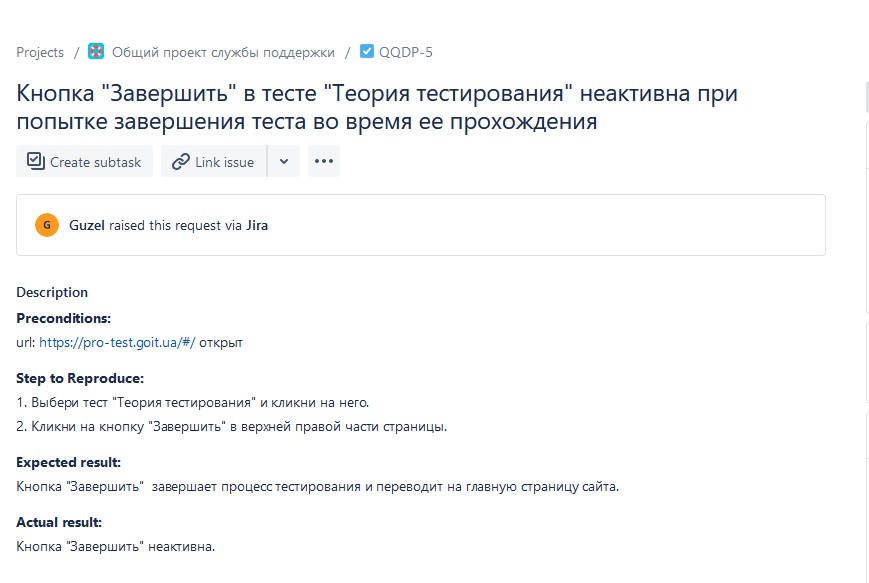 Projects / Общий проект службы поддержки / QQDP-5
Кнопка "Завершить" в тесте "Теория тестирования" неактивна при
попытке завершения теста во время ее прохождения
Create subtask Link issue
G Guzel raised this request via Jira
Description
Preconditions:
url: https://pro-test.goit.ua/#/ открыт
Step to Reproduce:
1. Выбери тест "Теория тестирования" и кликни на него.
2. Кликни на кнопку "Завершить" в верхней правой части страницы.
Expected result:
Кнопка "Завершить"  завершает процесс тестирования и переводит на главную страницу сайта.
Actual result:
Кнопка "Завершить" неактивна.